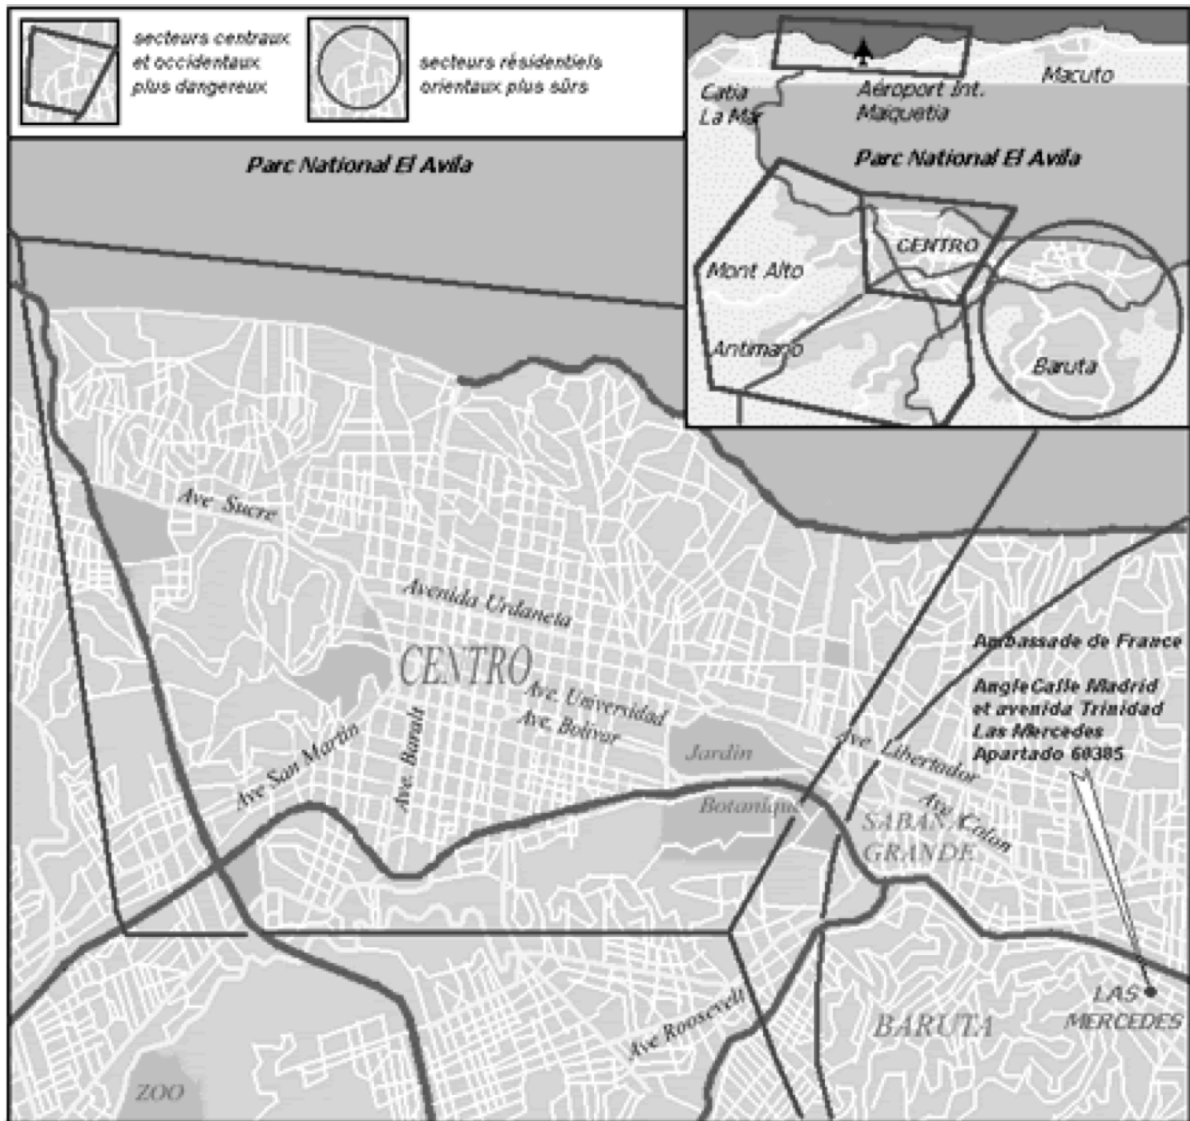 secteurs centraux
et occidentaux
plus dangereux
secteurs résidentiels
orientaux plus sûrs
Parc National El Avila
Catia
La Mar
Aéroport Int.
Maiquetia
Macuto
Parc National El Avila
CENTRO
Mont Alto
Antimano
Baruta
Ave Sucre
Avenida Urdaneta
CENTRO
Ave. Universidad
Ave. Bolivar
Ave San Martin
Ave. Baralt
Jardin
Botanique
Ave Libertador
Ave Colon
SABANA
GRANDE
Ambassade de France
Angle Calle Madrid
et avenida Trinidad
Las Mercedes
Apartado 60385
LAS
MERCEDES
BARUTA
Ave Roosevelt
ZOO